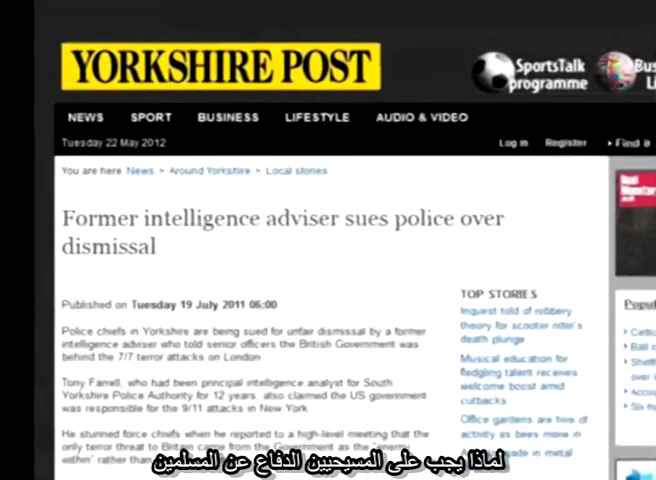 YORKSHIRE POST
SportsTalk
programme
NEWS SPORT BUSINESS LIFESTYLE AUDIO & VIDEO
Tuesday 22 May 2012
Log in Register Find it
You are here News > Around Yorkshire > Local stories
Former intelligence adviser sues police over
dismissal
Published on Tuesday 19 July 2011 06:00
Police chiefs in Yorkshire are being sued for unfair dismissal by a former
intelligence adviser who told senior officers the British Government was
behind the 7/7 terror attacks on London
Tony Farrell, who had been principal intelligence analyst for South
Yorkshire Police Authority for 12 years, also claimed the US government
was responsible for the 9/11 attacks in New York
He stunned force chiefs when he reported to a high-level meeting that the
only terror threat to Britain came from the Government as the "enemy
within' rather than
TOP STORIES
Inquest told of robbery
theory for scooter rider's
death plunge
Musical education for
fledgling talent receives
welcome boost amid
cutbacks
Office gardens are hive of
activity as bees move in
made in metal
لماذا يجب على المسيحيين الدفاع عن المسلمين